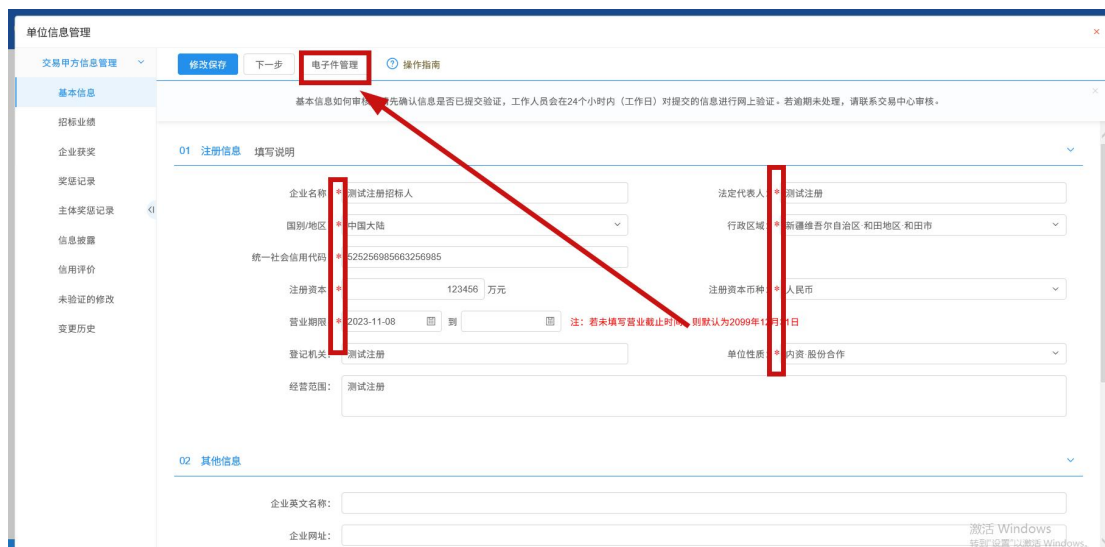 单位信息管理
×
交易甲方信息管理
修改保存 下一步 电子件管理 操作指南
基本信息
基本信息如何审核 先确认信息是否已提交验证，工作人员会在24个小时内（工作日）对提交的信息进行网上验证。若逾期未处理，请联系交易中心审核。
招标业绩
企业获奖
奖惩记录
主体奖惩记录
信息披露
信用评价
未验证的修改
变更历史
01 注册信息 填写说明
企业名称 * 测试注册招标人 法定代表人: * 测试注册
国别/地区 * 中国大陆 行政区域: * 新疆维吾尔自治区·和田地区·和田市
统一社会信用代码 * 525256985663256985
注册资本 * 123456 万元 注册资本币种: * 人民币
营业期限 * 2023-11-08 到 注：若未填写营业截止时间 则默认为2099年12月31日
登记机关: 测试注册 单位性质: * 内资·股份合作
经营范围: 测试注册
02 其他信息
企业英文名称:
企业网址:
激活 Windows
转到"设置"以激活 Windows。